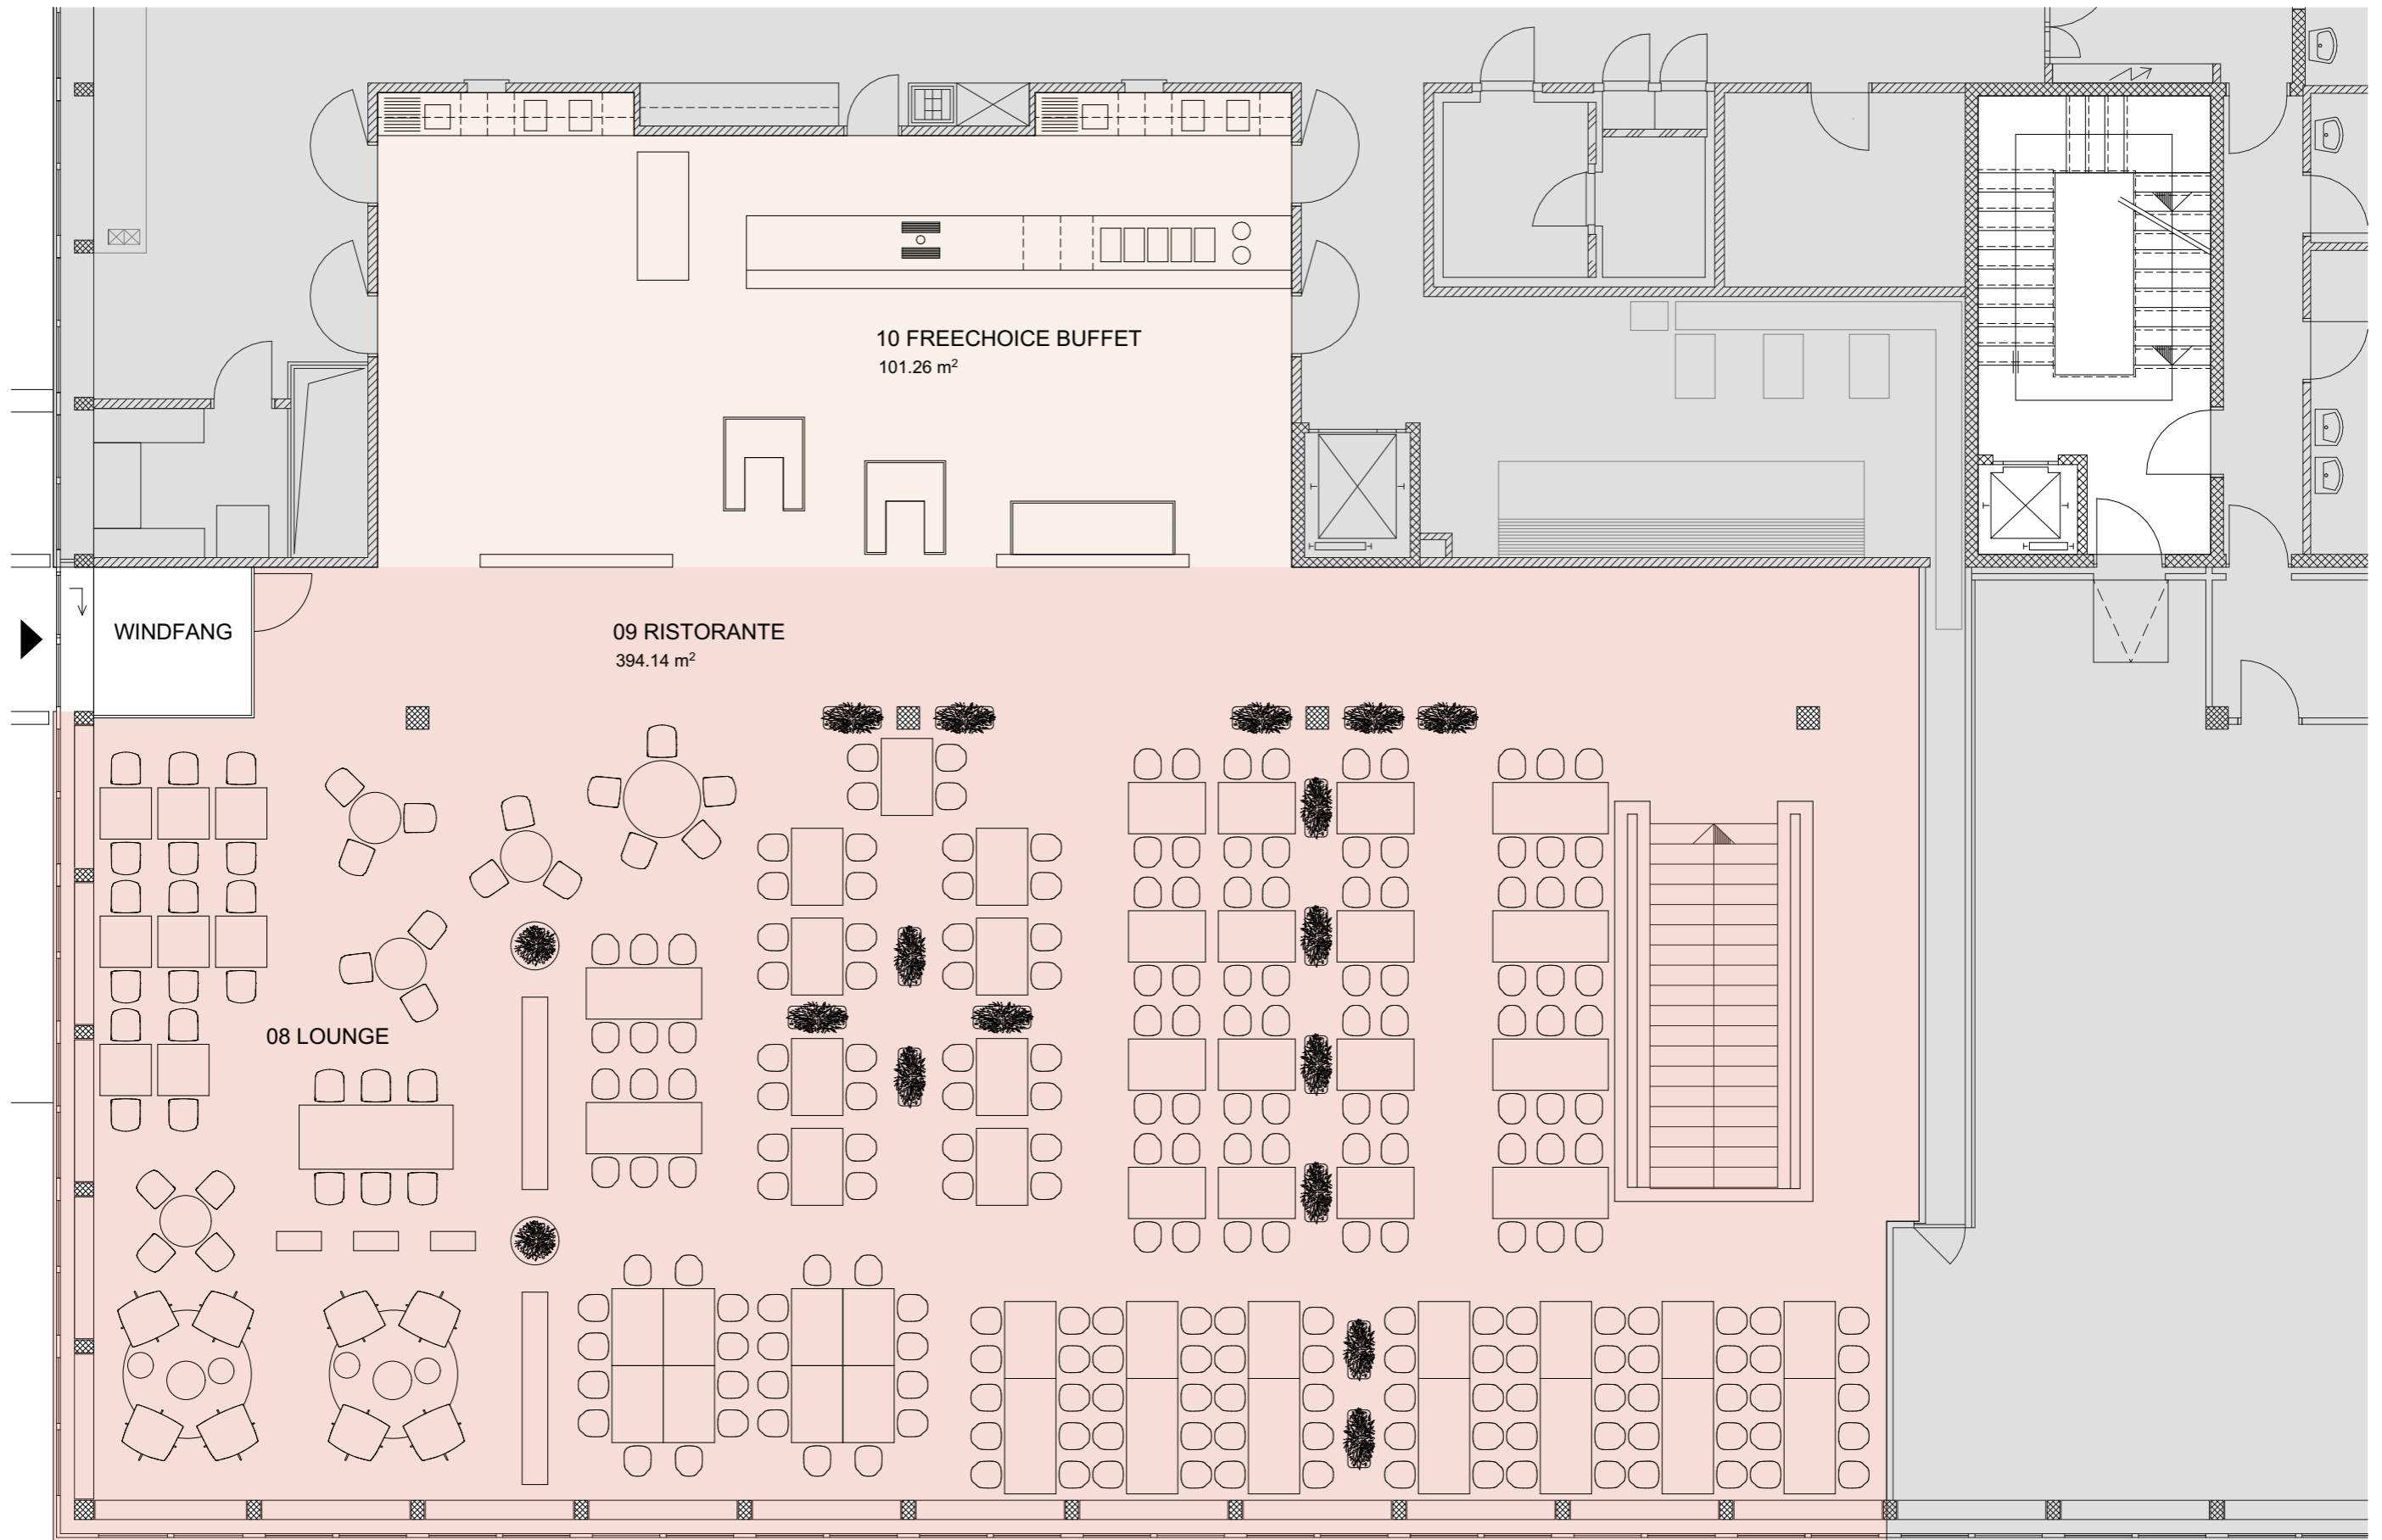 10 FREECHOICE BUFFET
101.26 m²
WINDFANG
09 RISTORANTE
394.14 m²
08 LOUNGE